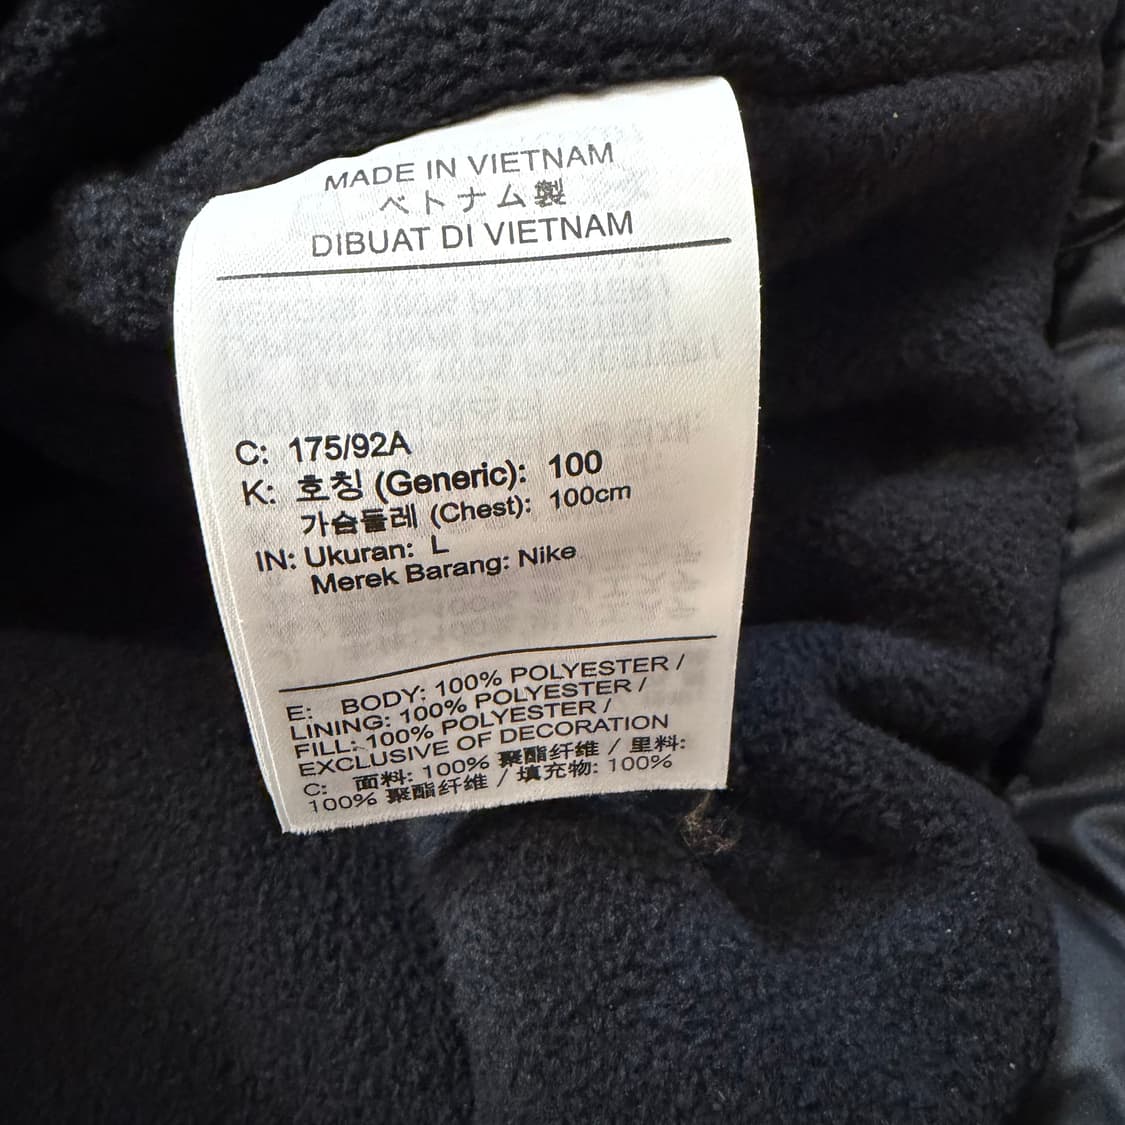 MADE IN VIETNAM
ベトナム製
DIBUAT DI VIETNAM
C: 175/92A
K: 호칭 (Generic): 100
가슴둘레 (Chest): 100cm
IN: Ukuran: L
Merek Barang: Nike
E: BODY: 100% POLYESTER /
LINING: 100% POLYESTER /
FILL: 100% POLYESTER /
EXCLUSIVE OF DECORATION
C: 面料: 100% 聚酯纤维 / 里料:
100% 聚酯纤维 / 填充物: 100%